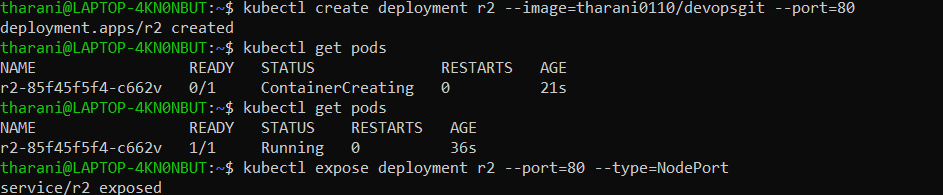 tharani@LAPTOP-4KN0NBUT:~$ kubectl create deployment r2 --image=tharani0110/devopsgit --port=80
deployment.apps/r2 created
tharani@LAPTOP-4KN0NBUT:~$ kubectl get pods
NAME READY STATUS RESTARTS AGE
r2-85f45f5f4-c662v 0/1 ContainerCreating 0 21s
tharani@LAPTOP-4KN0NBUT:~$ kubectl get pods
NAME READY STATUS RESTARTS AGE
r2-85f45f5f4-c662v 1/1 Running 0 36s
tharani@LAPTOP-4KN0NBUT:~$ kubectl expose deployment r2 --port=80 --type=NodePort
service/r2 exposed